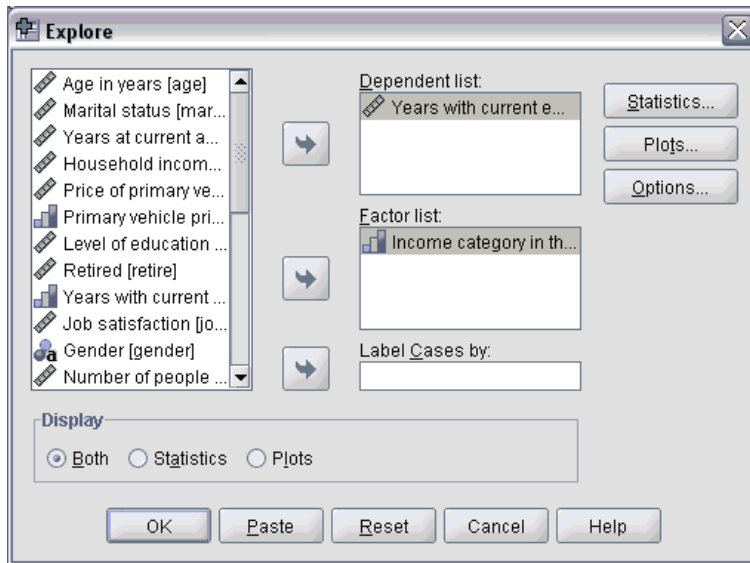 Explore
Age in years [age]
Marital status [mar...
Years at current a...
Household incom...
Price of primary ve...
Primary vehicle pri...
Level of education ...
Retired [retire]
Years with current ...
Job satisfaction [jo...
Gender [gender]
Number of people ...
Dependent list:
Years with current e...
Factor list:
Income category in th...
Label Cases by:
Statistics...
Plots...
Options...
Display
Both Statistics Plots
OK Paste Reset Cancel Help